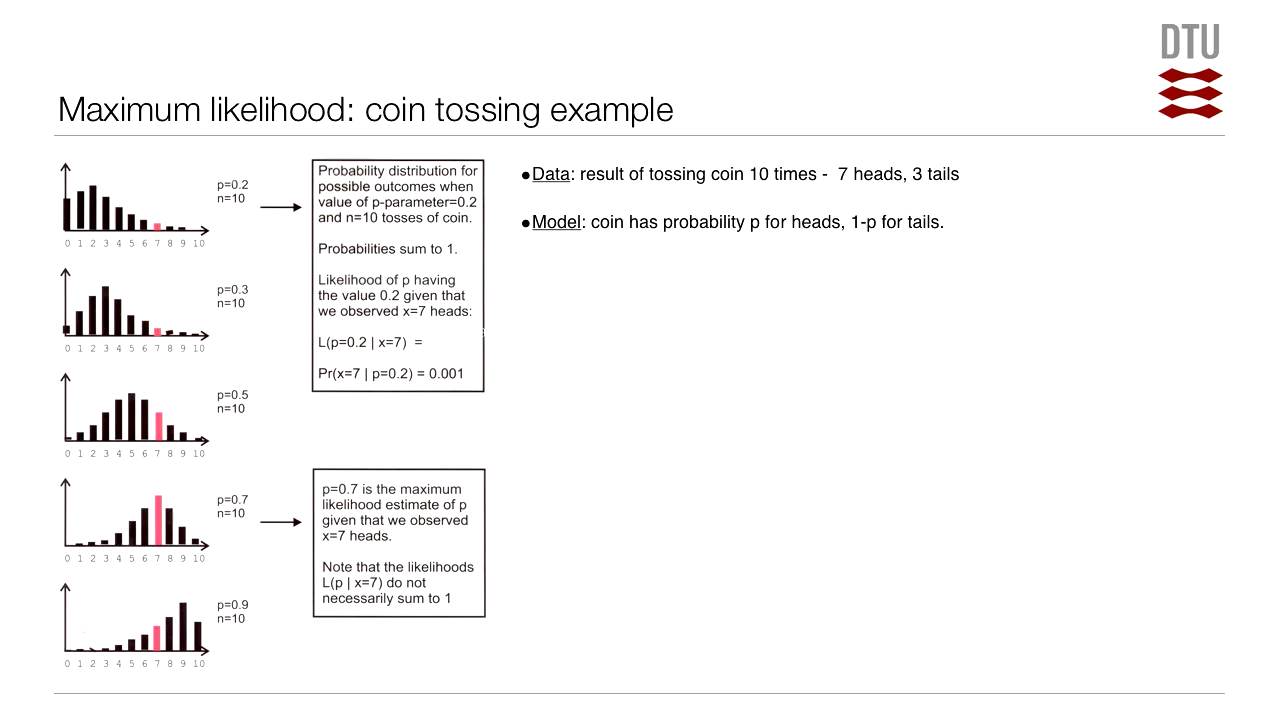 DTU
Maximum likelihood: coin tossing example
p=0.2
n=10
0 1 2 3 4 5 6 7 8 9 10
p=0.3
n=10
0 1 2 3 4 5 6 7 8 9 10
p=0.5
n=10
0 1 2 3 4 5 6 7 8 9 10
p=0.7
n=10
0 1 2 3 4 5 6 7 8 9 10
p=0.9
n=10
0 1 2 3 4 5 6 7 8 9 10
Probability distribution for
possible outcomes when
value of p-parameter=0.2
and n=10 tosses of coin.
Probabilities sum to 1.
Likelihood of p having
the value 0.2 given that
we observed x=7 heads:
L(p=0.2 | x=7) =
Pr(x=7 | p=0.2) = 0.001
p=0.7 is the maximum
likelihood estimate of p
given that we observed
x=7 heads.
Note that the likelihoods
L(p | x=7) do not
necessarily sum to 1
●Data: result of tossing coin 10 times - 7 heads, 3 tails
●Model: coin has probability p for heads, 1-p for tails.